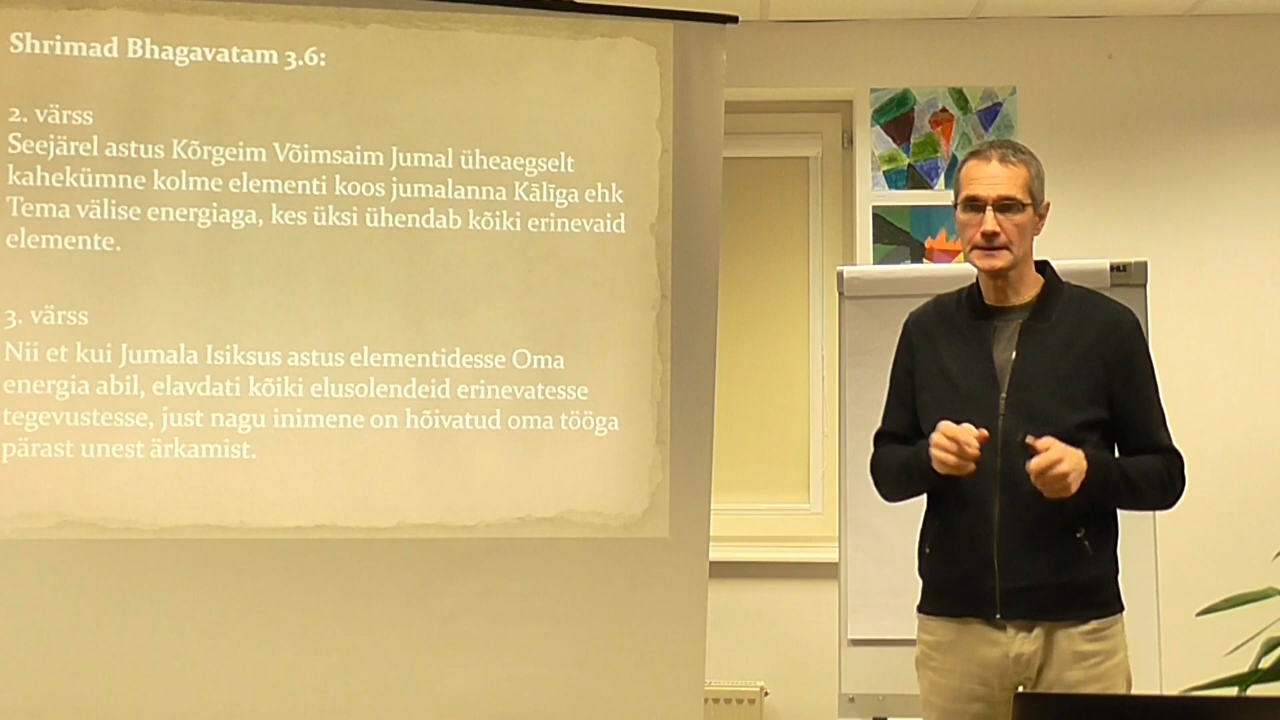 Shrimad Bhagavatam 3.6:
2. värss
Seejärel astus Kõrgeim Võimsaim Jumal üheaegselt
kahekümne kolme elementi koos jumalanna Kālīga ehk
Tema välise energiaga, kes üksi ühendab kõiki erinevaid
elemente.
3. värss
Nii et kui Jumala Isiksus astus elementidesse Oma
energia abil, elavdati kõiki elusolendeid erinevatesse
tegevustesse, just nagu inimene on hõivatud oma tööga
pärast unest ärkamist.